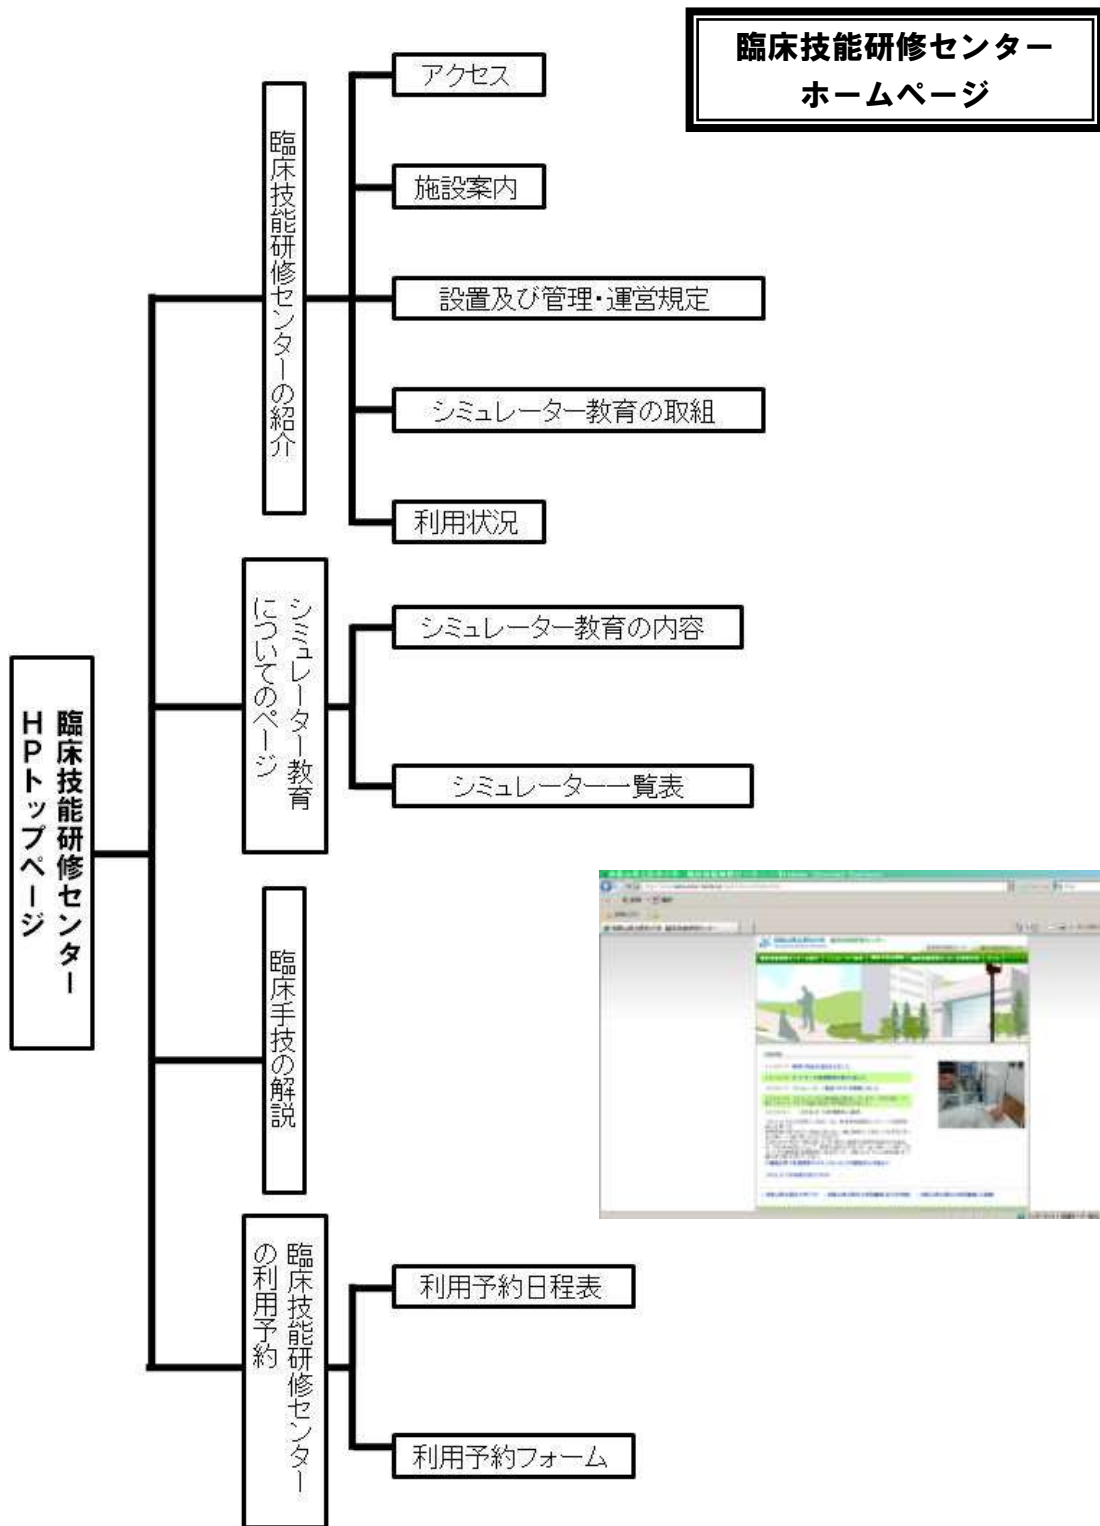 臨床技能研修センター
ホームページ
臨床技能研修センター
HPトップページ
臨床技能研修センターの紹介
アクセス
施設案内
設置及び管理・運営規定
シミュレーター教育の取組
利用状況
シミュレーター教育
についてのページ
シミュレーター教育の内容
シミュレーター一覧表
臨床手技の解説
臨床技能研修センター
の利用予約
利用予約日程表
利用予約フォーム